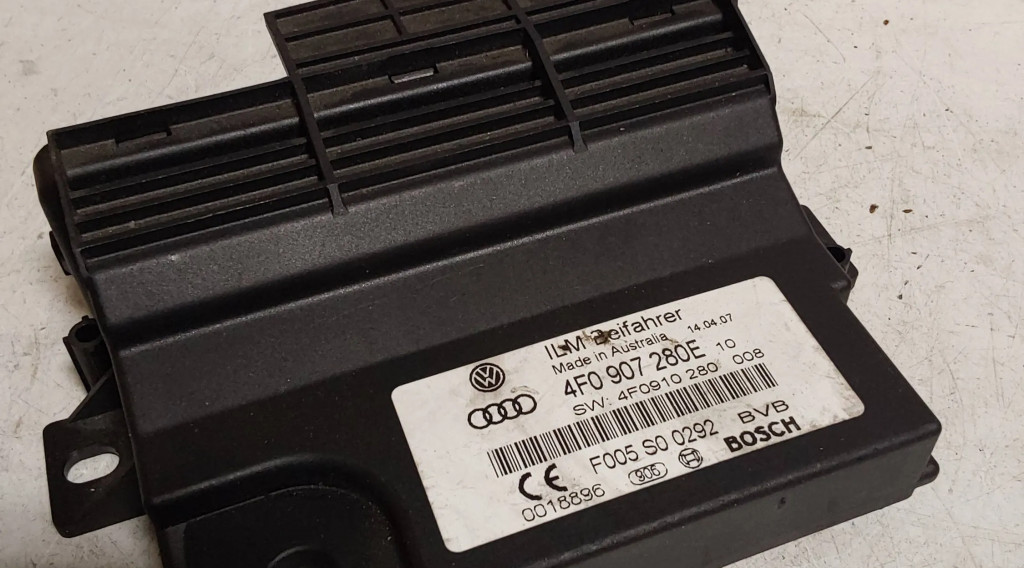 ILM Beifahrer
Made in Australia 14.04.07
4F0 907 280E 10
SW: 4F0910 280 008
F005 S0 0292 BVB
CE 905 BOSCH
0018896